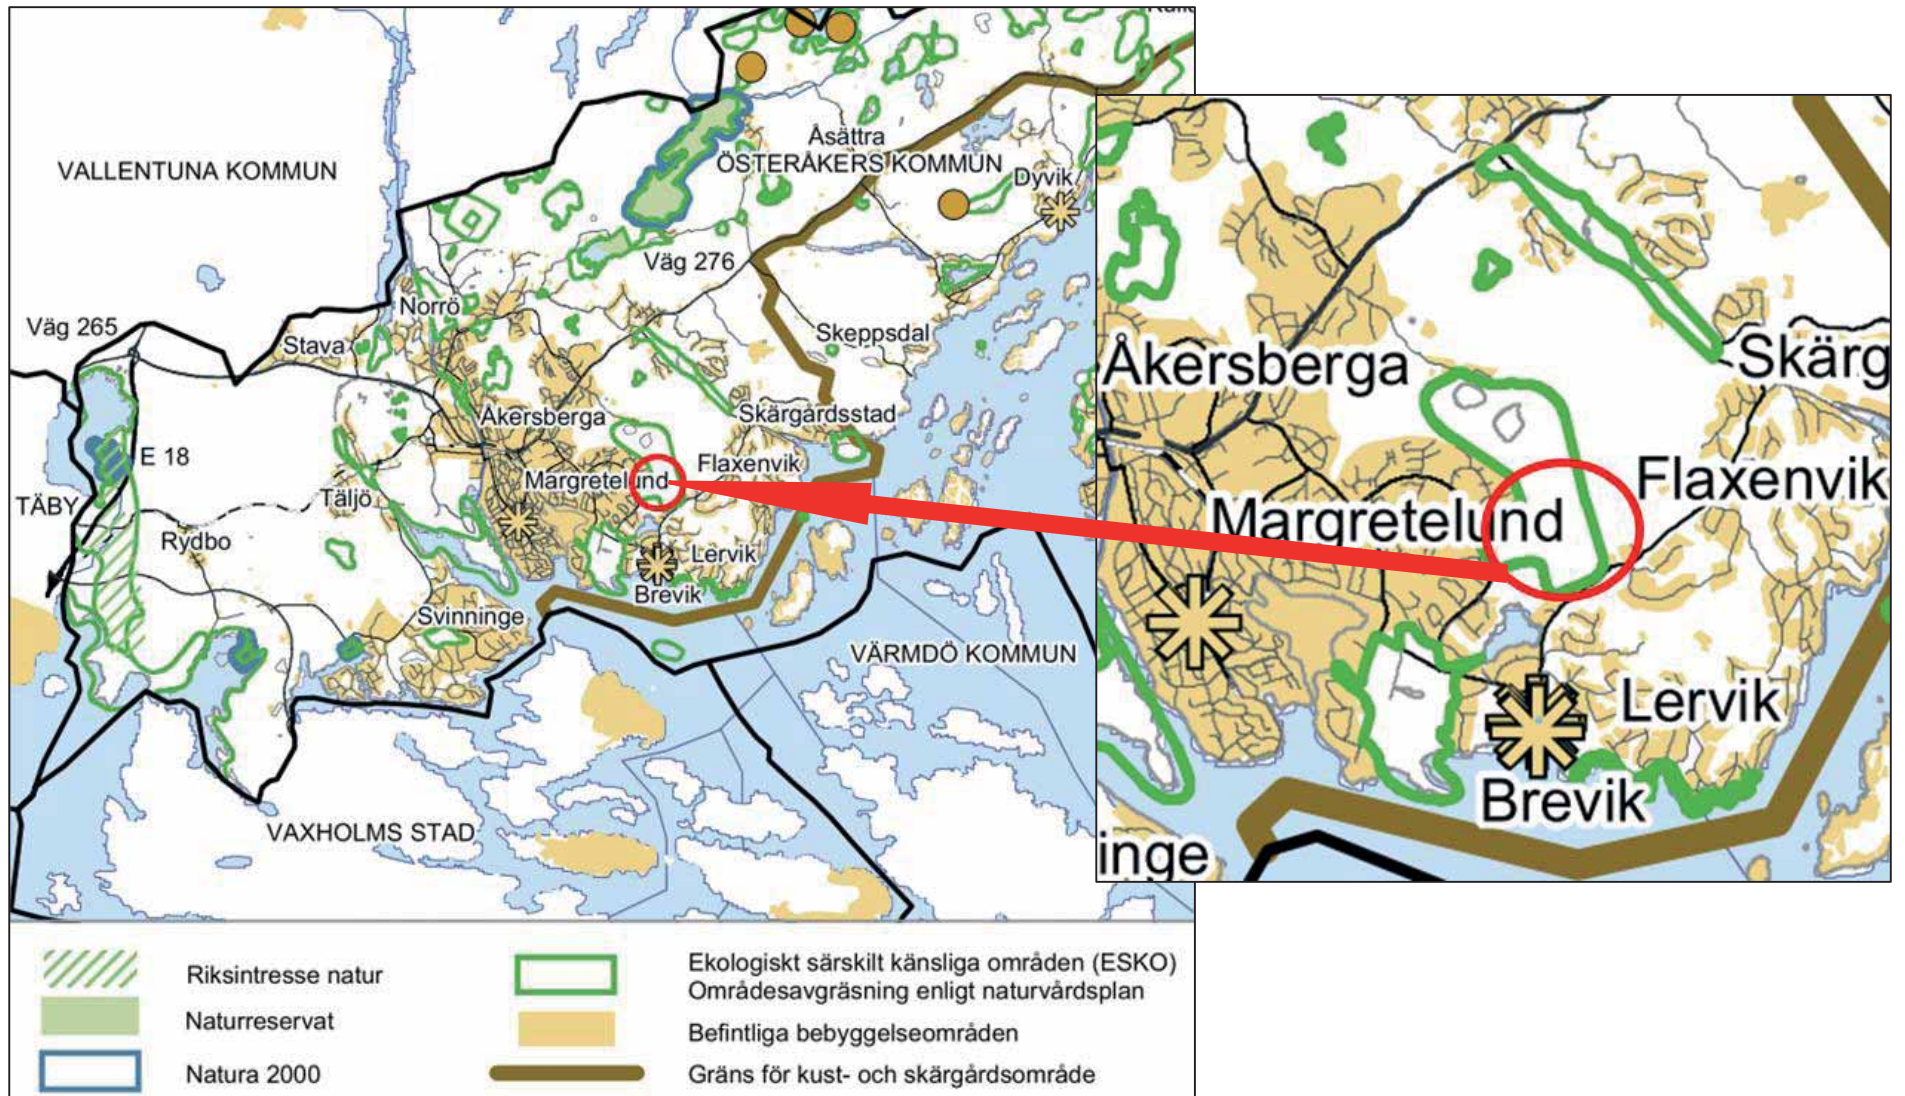 Åsättra
ÖSTERÅKERS KOMMUN
VALLENTUNA KOMMUN
Dyvik
Väg 276
Norrö
Väg 265
Stava
Skeppsdal
Åkersberga
Skärgårdsstad
E 18
Flaxenvik
Margretelund
TÄBY
Täljö
Rydbo
Lervik
Brevik
Svinninge
VÄRMDÖ KOMMUN
VAXHOLMS STAD
Åkersberga
Skärg
Flaxenvik
Margretelund
Lervik
Brevik
inge
Riksintresse natur
Naturreservat
Natura 2000
Ekologiskt särskilt känsliga områden (ESKO)
Områdesavgräsning enligt naturvårdsplan
Befintliga bebyggelseområden
Gräns för kust- och skärgårdsområde